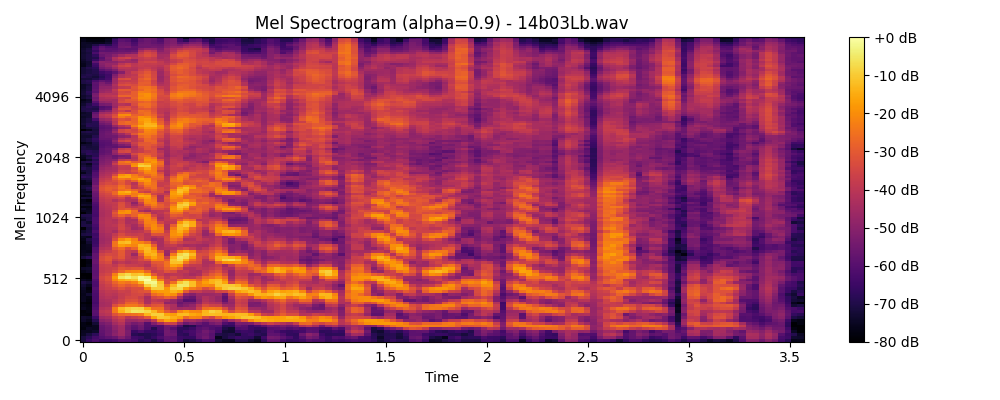 Mel Spectrogram (alpha=0.9) - 14b03Lb.wav
Mel Frequency
4096
2048
1024
512
0
0
0.5
1
1.5
2
2.5
3
3.5
Time
+0 dB
-10 dB
-20 dB
-30 dB
-40 dB
-50 dB
-60 dB
-70 dB
-80 dB